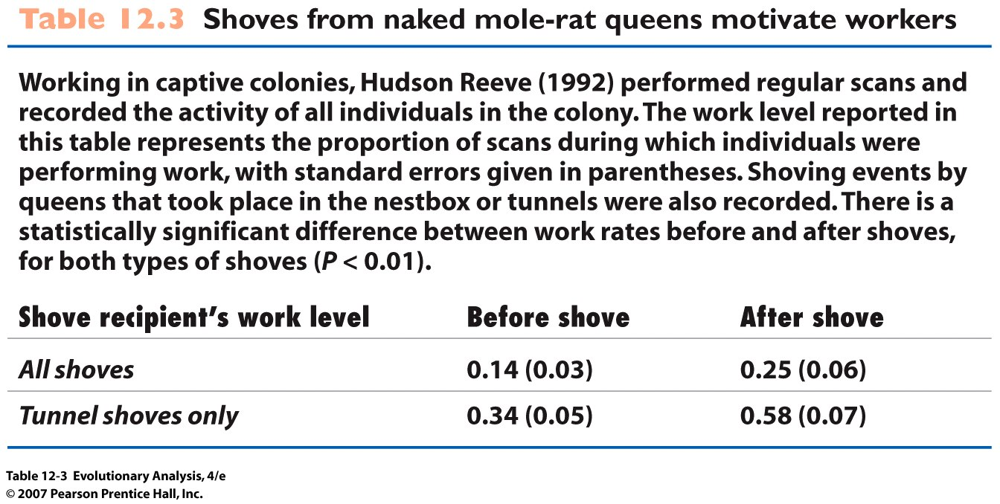 Table 12.3 Shoves from naked mole-rat queens motivate workers
Working in captive colonies, Hudson Reeve (1992) performed regular scans and
recorded the activity of all individuals in the colony. The work level reported in
this table represents the proportion of scans during which individuals were
performing work, with standard errors given in parentheses. Shoving events by
queens that took place in the nestbox or tunnels were also recorded. There is a
statistically significant difference between work rates before and after shoves,
for both types of shoves (P < 0.01).
Shove recipient's work level Before shove After shove
All shoves 0.14 (0.03) 0.25 (0.06)
Tunnel shoves only 0.34 (0.05) 0.58 (0.07)
Table 12-3 Evolutionary Analysis, 4/e
© 2007 Pearson Prentice Hall, Inc.